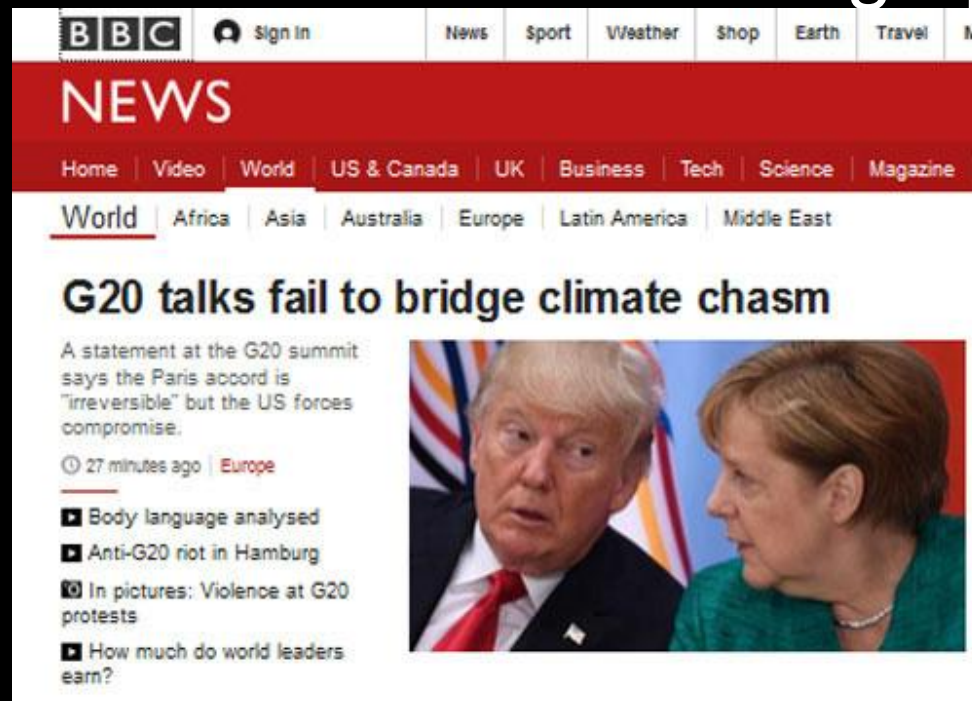 BBC Sign in News Sport Weather Shop Earth Travel
NEWS
Home Video World US & Canada UK Business Tech Science Magazine
World Africa Asia Australia Europe Latin America Middle East
G20 talks fail to bridge climate chasm
A statement at the G20 summit
says the Paris accord is
"irreversible" but the US forces
compromise.
27 minutes ago Europe
Body language analysed
Anti-G20 riot in Hamburg
In pictures: Violence at G20
protests
How much do world leaders
earn?